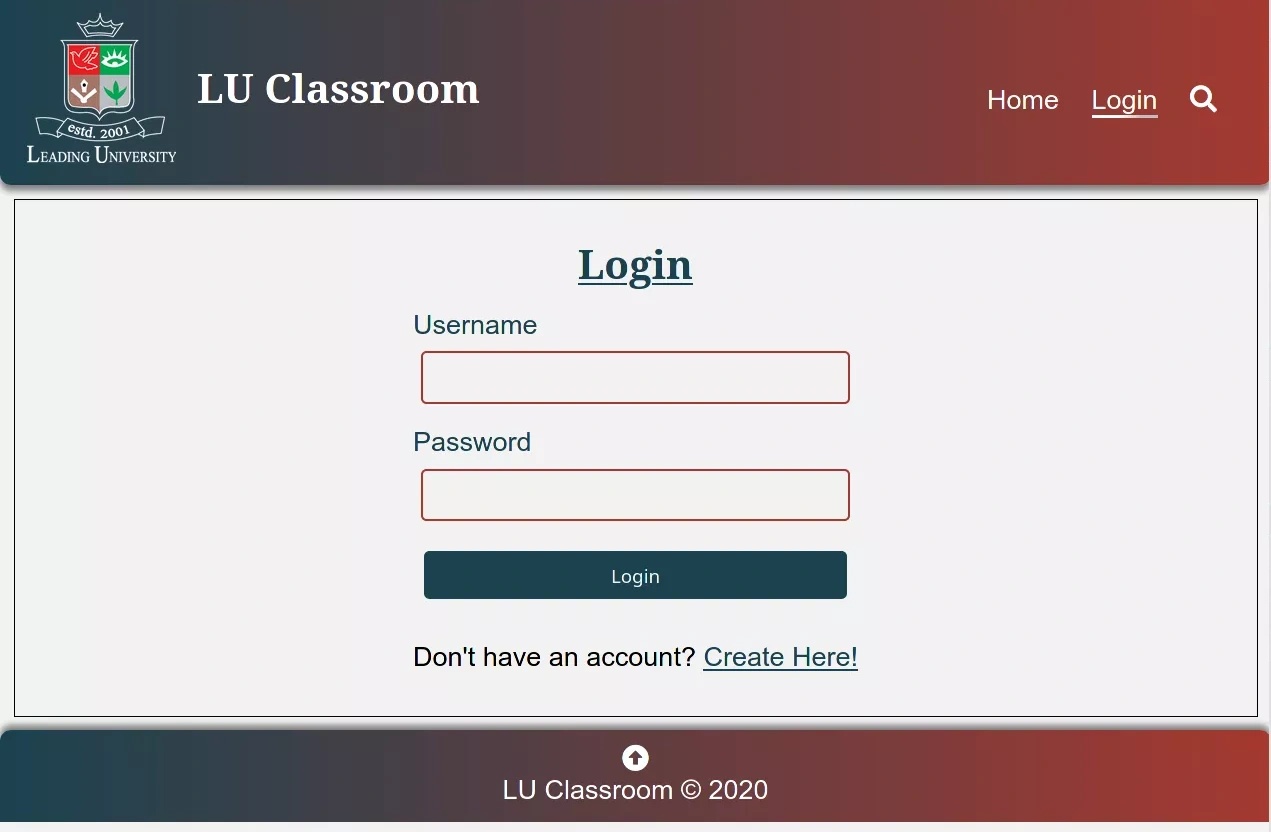 estd. 2001
LEADING UNIVERSITY
LU Classroom
Home
Login
Login
Username
Password
Login
Don't have an account? Create Here!
LU Classroom © 2020